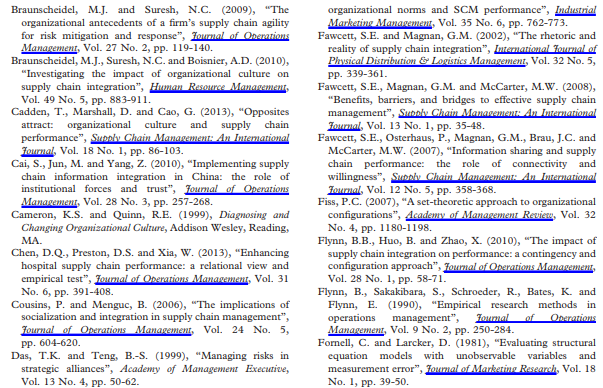 Braunscheidel, M.J. and Suresh, N.C. (2009), “The
organizational antecedents of a firm’s supply chain agility
for risk mitigation and response”, Journal of Operations
Management, Vol. 27 No. 2, pp. 119-140.
Braunscheidel, M.J., Suresh, N.C. and Boisnier, A.D. (2010),
“Investigating the impact of organizational culture on
supply chain integration”, Human Resource Management,
Vol. 49 No. 5, pp. 883-911.
Cadden, T., Marshall, D. and Cao, G. (2013), “Opposites
attract: organizational culture and supply chain
performance”, Supply Chain Management: An International
Journal, Vol. 18 No. 1, pp. 86-103.
Cai, S., Jun, M. and Yang, Z. (2010), “Implementing supply
chain information integration in China: the role of
institutional forces and trust”, Journal of Operations
Management, Vol. 28 No. 3, pp. 257-268.
Cameron, K.S. and Quinn, R.E. (1999), Diagnosing and
Changing Organizational Culture, Addison Wesley, Reading,
MA.
Chen, D.Q., Preston, D.S. and Xia, W. (2013), “Enhancing
hospital supply chain performance: a relational view and
empirical test”, Journal of Operations Management, Vol. 31
No. 6, pp. 391-408.
Cousins, P. and Menguc, B. (2006), “The implications of
socialization and integration in supply chain management”,
Journal of Operations Management, Vol. 24 No. 5,
pp. 604-620.
Das, T.K. and Teng, B.-S. (1999), “Managing risks in
strategic alliances”, Academy of Management Executive,
Vol. 13 No. 4, pp. 50-62.
organizational norms and SCM performance”, Industrial
Marketing Management, Vol. 35 No. 6, pp. 762-773.
Fawcett, S.E. and Magnan, G.M. (2002), “The rhetoric and
reality of supply chain integration”, International Journal of
Physical Distribution & Logistics Management, Vol. 32 No. 5,
pp. 339-361.
Fawcett, S.E., Magnan, G.M. and McCarter, M.W. (2008),
“Benefits, barriers, and bridges to effective supply chain
management”, Supply Chain Management: An International
Journal, Vol. 13 No. 1, pp. 35-48.
Fawcett, S.E., Osterhaus, P., Magnan, G.M., Brau, J.C. and
McCarter, M.W. (2007), “Information sharing and supply
chain performance: the role of connectivity and
willingness”, Supply Chain Management: An International
Journal, Vol. 12 No. 5, pp. 358-368.
Fiss, P.C. (2007), “A set-theoretic approach to organizational
configurations”, Academy of Management Review, Vol. 32
No. 4, pp. 1180-1198.
Flynn, B.B., Huo, B. and Zhao, X. (2010), “The impact of
supply chain integration on performance: a contingency and
configuration approach”, Journal of Operations Management,
Vol. 28 No. 1, pp. 58-71.
Flynn, B., Sakakibara, S., Schroeder, R., Bates, K. and
Flynn, E. (1990), “Empirical research methods in
operations management”, Journal of Operations
Management, Vol. 9 No. 2, pp. 250-284.
Fornell, C. and Larcker, D. (1981), “Evaluating structural
equation models with unobservable variables and
measurement error”, Journal of Marketing Research, Vol. 18
No. 1, pp. 39-50.